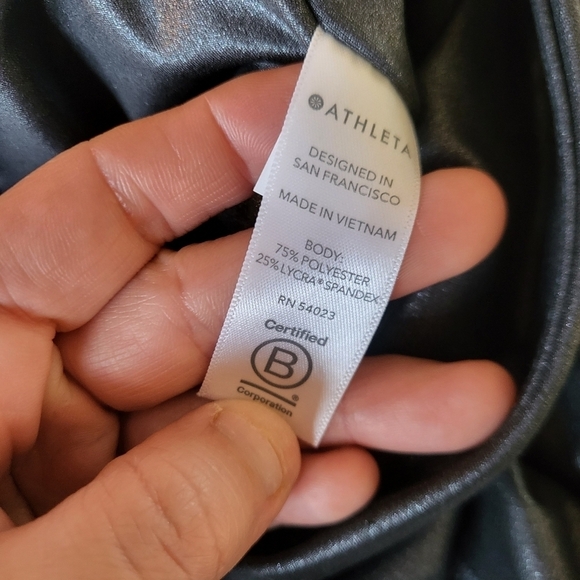 ATHLETA
DESIGNED IN
SAN FRANCISCO
MADE IN VIETNAM
BODY:
75% POLYESTER
25% LYCRA® SPANDEX
RN 54023
Certified
B
®
Corporation